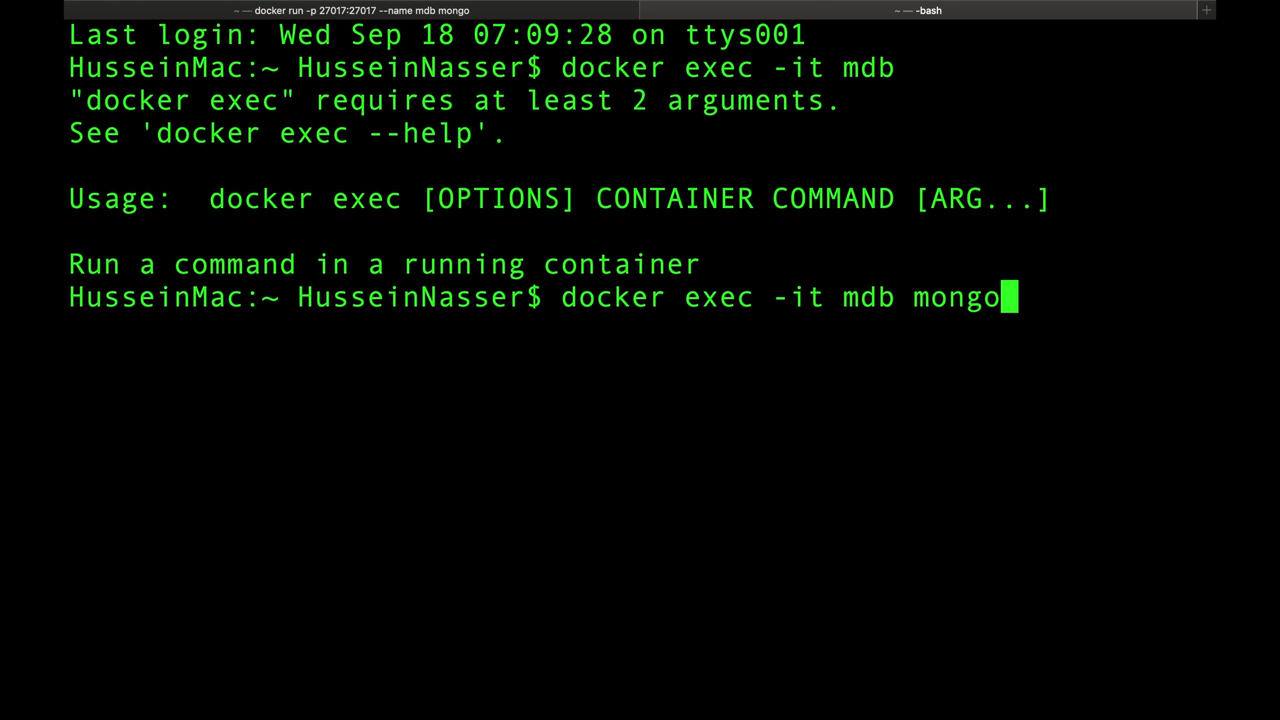 ~ — docker run -p 27017:27017 --name mdb mongo
~ — -bash
+
Last login: Wed Sep 18 07:09:28 on ttys001
HusseinMac:~ HusseinNasser$ docker exec -it mdb
"docker exec" requires at least 2 arguments.
See 'docker exec --help'.
Usage:  docker exec [OPTIONS] CONTAINER COMMAND [ARG...]
Run a command in a running container
HusseinMac:~ HusseinNasser$ docker exec -it mdb mongo